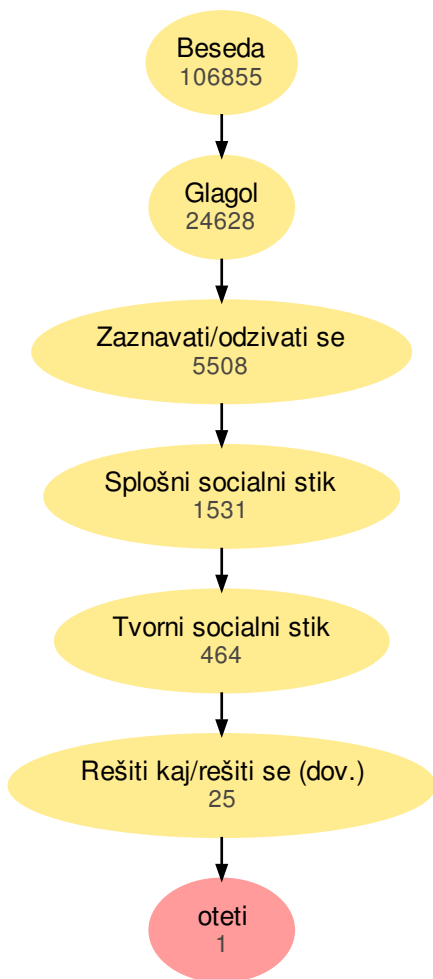 Beseda
106855
Glagol
24628
Zaznavati/odzivati se
5508
Splošni socialni stik
1531
Tvorni socialni stik
464
Rešiti kaj/rešiti se (dov.)
25
oteti
1